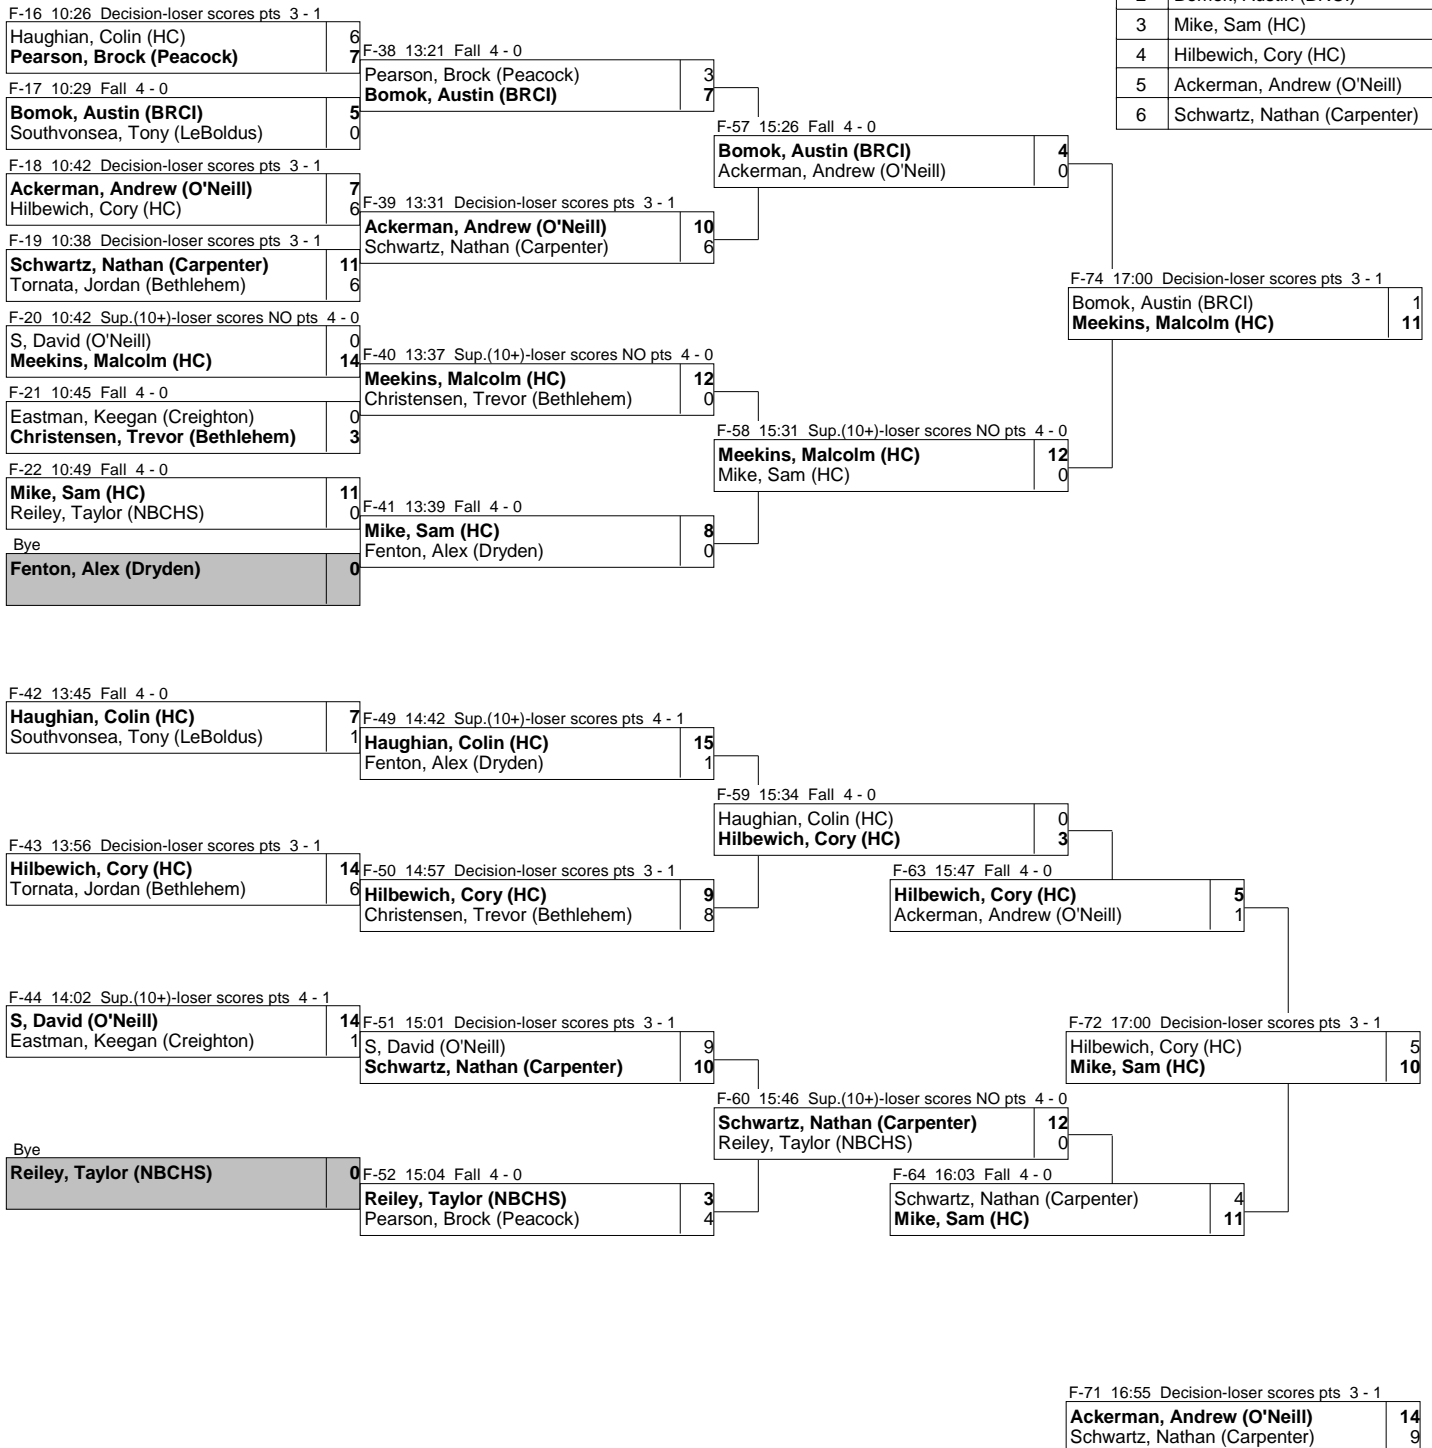 2 Bomok, Austin (BRCI)
3 Mike, Sam (HC)
4 Hilbewich, Cory (HC)
5 Ackerman, Andrew (O'Neill)
6 Schwartz, Nathan (Carpenter)
F-16 10:26 Decision-loser scores pts 3 - 1
Haughian, Colin (HC) 6
Pearson, Brock (Peacock) 7
F-17 10:29 Fall 4 - 0
Bomok, Austin (BRCI) 5
Southvonsea, Tony (LeBoldus) 0
F-18 10:42 Decision-loser scores pts 3 - 1
Ackerman, Andrew (O'Neill) 7
Hilbewich, Cory (HC) 6
F-19 10:38 Decision-loser scores pts 3 - 1
Schwartz, Nathan (Carpenter) 11
Tornata, Jordan (Bethlehem) 6
F-20 10:42 Sup.(10+)-loser scores NO pts 4 - 0
S, David (O'Neill) 0
Meekins, Malcolm (HC) 14
F-21 10:45 Fall 4 - 0
Eastman, Keegan (Creighton) 0
Christensen, Trevor (Bethlehem) 3
F-22 10:49 Fall 4 - 0
Mike, Sam (HC) 11
Reiley, Taylor (NBCHS) 0
Bye
Fenton, Alex (Dryden) 0
F-38 13:21 Fall 4 - 0
Pearson, Brock (Peacock) 3
Bomok, Austin (BRCI) 7
F-39 13:31 Decision-loser scores pts 3 - 1
Ackerman, Andrew (O'Neill) 10
Schwartz, Nathan (Carpenter) 6
F-40 13:37 Sup.(10+)-loser scores NO pts 4 - 0
Meekins, Malcolm (HC) 12
Christensen, Trevor (Bethlehem) 0
F-41 13:39 Fall 4 - 0
Mike, Sam (HC) 8
Fenton, Alex (Dryden) 0
F-57 15:26 Fall 4 - 0
Bomok, Austin (BRCI) 4
Ackerman, Andrew (O'Neill) 0
F-58 15:31 Sup.(10+)-loser scores NO pts 4 - 0
Meekins, Malcolm (HC) 12
Mike, Sam (HC) 0
F-74 17:00 Decision-loser scores pts 3 - 1
Bomok, Austin (BRCI) 1
Meekins, Malcolm (HC) 11
F-42 13:45 Fall 4 - 0
Haughian, Colin (HC) 7
Southvonsea, Tony (LeBoldus) 1
F-43 13:56 Decision-loser scores pts 3 - 1
Hilbewich, Cory (HC) 14
Tornata, Jordan (Bethlehem) 6
F-44 14:02 Sup.(10+)-loser scores pts 4 - 1
S, David (O'Neill) 14
Eastman, Keegan (Creighton) 1
Bye
Reiley, Taylor (NBCHS) 0
F-49 14:42 Sup.(10+)-loser scores pts 4 - 1
Haughian, Colin (HC) 15
Fenton, Alex (Dryden) 1
F-50 14:57 Decision-loser scores pts 3 - 1
Hilbewich, Cory (HC) 9
Christensen, Trevor (Bethlehem) 8
F-51 15:01 Decision-loser scores pts 3 - 1
S, David (O'Neill) 9
Schwartz, Nathan (Carpenter) 10
F-52 15:04 Fall 4 - 0
Reiley, Taylor (NBCHS) 3
Pearson, Brock (Peacock) 4
F-59 15:34 Fall 4 - 0
Haughian, Colin (HC) 0
Hilbewich, Cory (HC) 3
F-60 15:46 Sup.(10+)-loser scores NO pts 4 - 0
Schwartz, Nathan (Carpenter) 12
Reiley, Taylor (NBCHS) 0
F-63 15:47 Fall 4 - 0
Hilbewich, Cory (HC) 5
Ackerman, Andrew (O'Neill) 1
F-64 16:03 Fall 4 - 0
Schwartz, Nathan (Carpenter) 4
Mike, Sam (HC) 11
F-72 17:00 Decision-loser scores pts 3 - 1
Hilbewich, Cory (HC) 5
Mike, Sam (HC) 10
F-71 16:55 Decision-loser scores pts 3 - 1
Ackerman, Andrew (O'Neill) 14
Schwartz, Nathan (Carpenter) 9